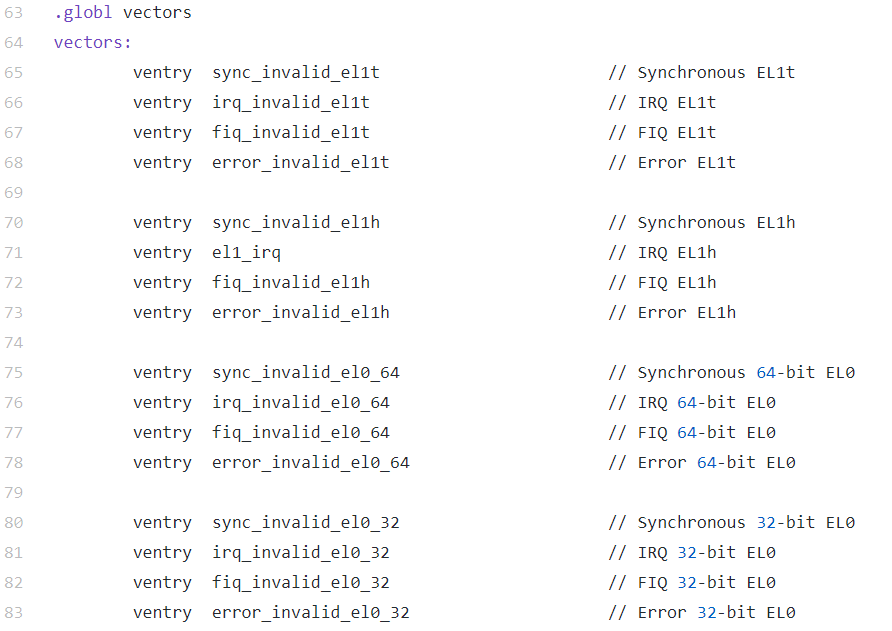 63 .globl vectors
64 vectors:
65 ventry sync_invalid_el1t // Synchronous EL1t
66 ventry irq_invalid_el1t // IRQ EL1t
67 ventry fiq_invalid_el1t // FIQ EL1t
68 ventry error_invalid_el1t // Error EL1t
69
70 ventry sync_invalid_el1h // Synchronous EL1h
71 ventry el1_irq // IRQ EL1h
72 ventry fiq_invalid_el1h // FIQ EL1h
73 ventry error_invalid_el1h // Error EL1h
74
75 ventry sync_invalid_el0_64 // Synchronous 64-bit EL0
76 ventry irq_invalid_el0_64 // IRQ 64-bit EL0
77 ventry fiq_invalid_el0_64 // FIQ 64-bit EL0
78 ventry error_invalid_el0_64 // Error 64-bit EL0
79
80 ventry sync_invalid_el0_32 // Synchronous 32-bit EL0
81 ventry irq_invalid_el0_32 // IRQ 32-bit EL0
82 ventry fiq_invalid_el0_32 // FIQ 32-bit EL0
83 ventry error_invalid_el0_32 // Error 32-bit EL0